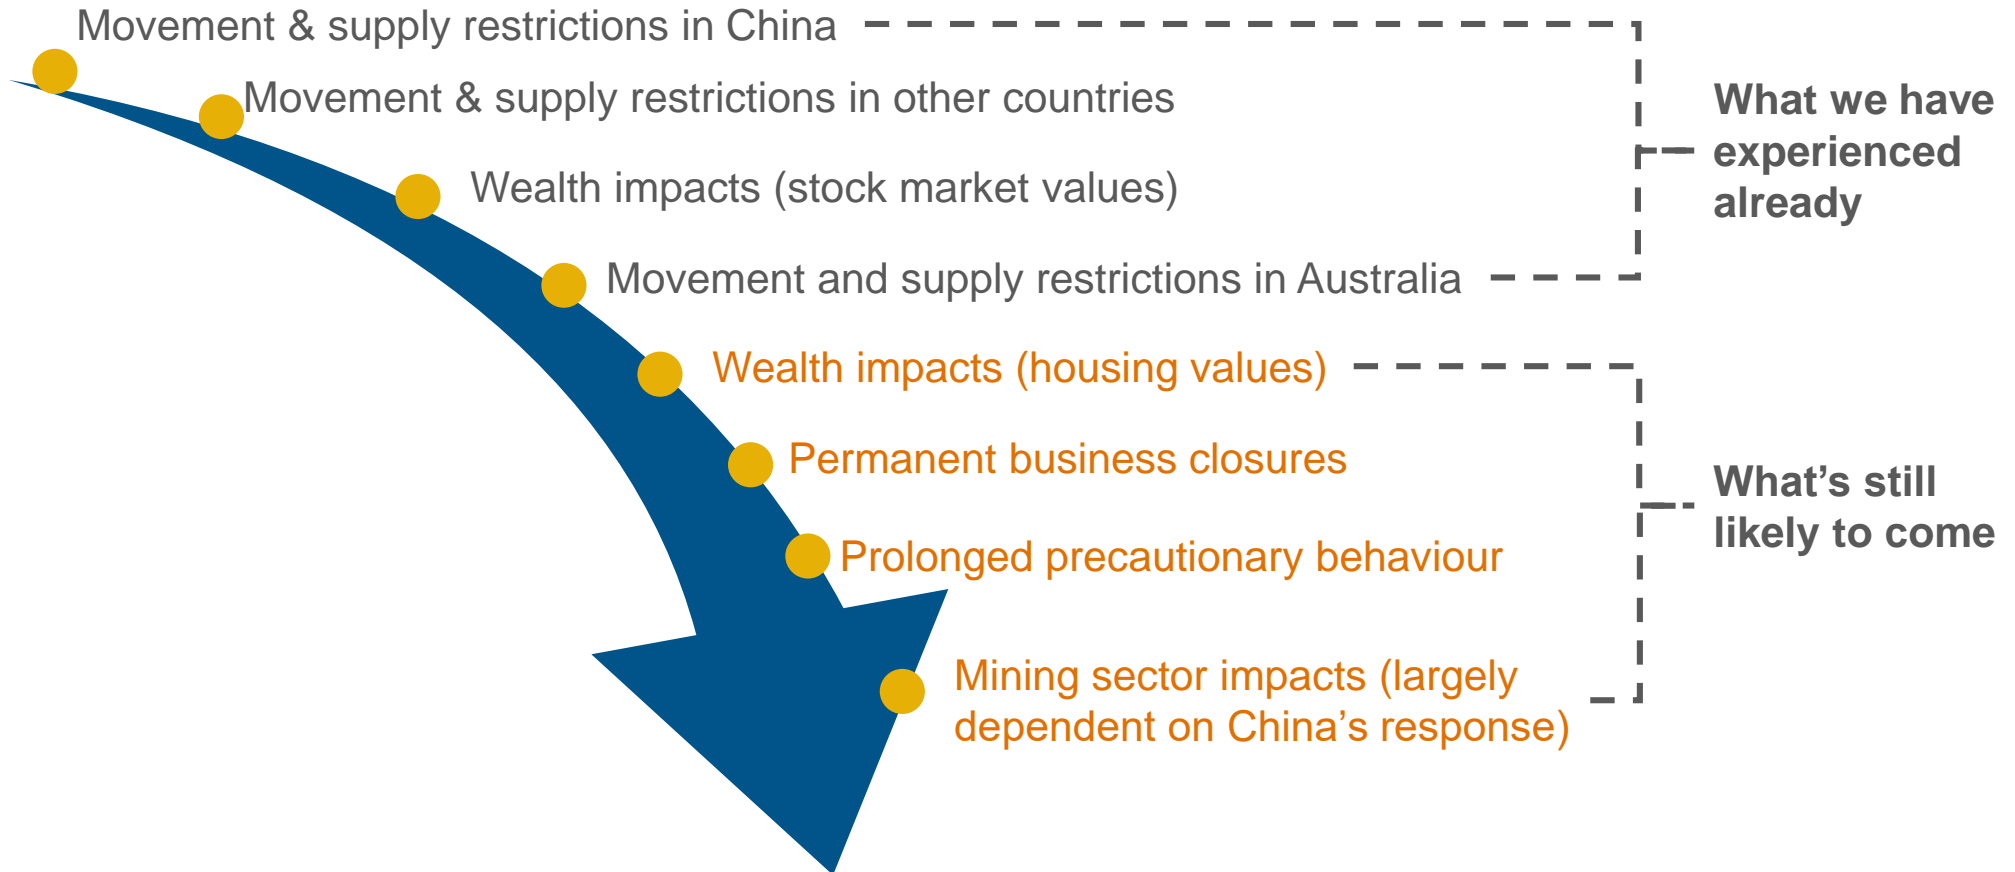 Movement & supply restrictions in China
Movement & supply restrictions in other countries
Wealth impacts (stock market values)
Movement and supply restrictions in Australia
What we have
experienced
already
Wealth impacts (housing values)
Permanent business closures
Prolonged precautionary behaviour
Mining sector impacts (largely
dependent on China’s response)
What’s still
likely to come